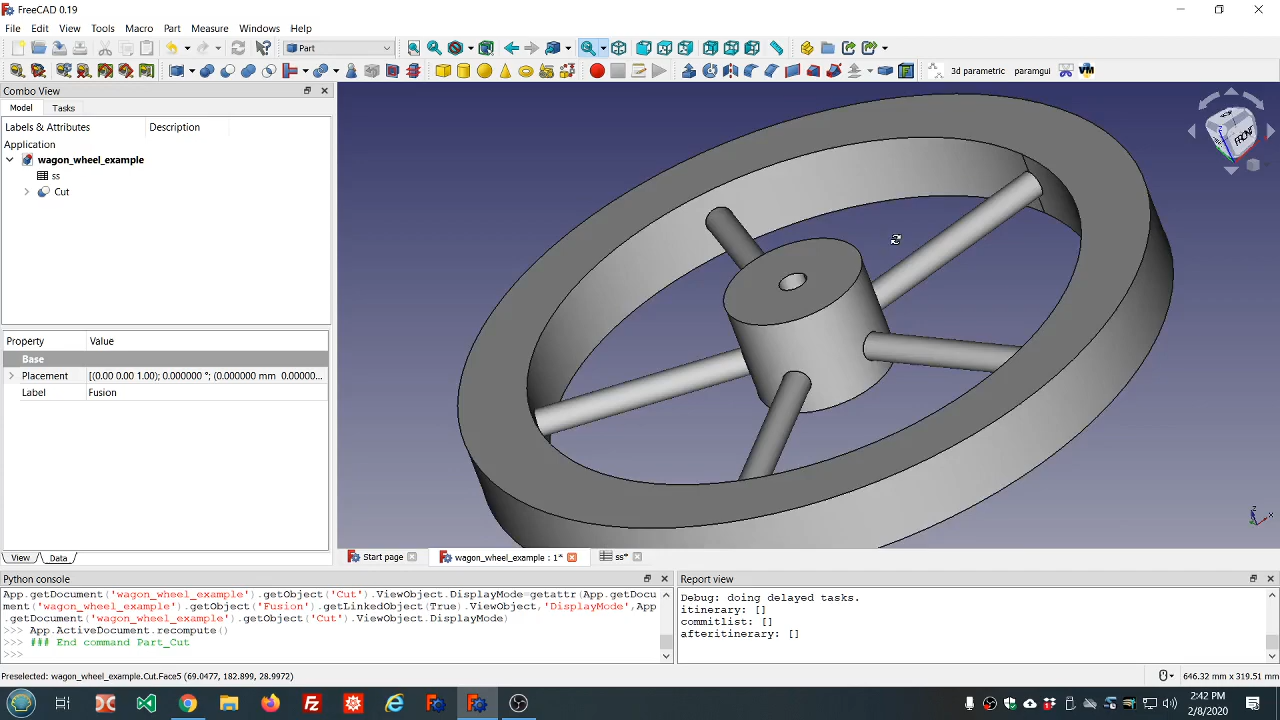 FreeCAD 0.19
File Edit View Tools Macro Part Measure Windows Help
Part
3d parametric paramgui VM
Combo View
Model Tasks
Labels & Attributes Description
Application
wagon_wheel_example
ss
Cut
Property Value
Base
Placement [(0.00 0.00 1.00); 0.000000 °; (0.000000 mm 0.00000...
Label Fusion
View Data
FRONT
Z
X
Start page wagon_wheel_example : 1* ss*
Python console
App.getDocument('wagon_wheel_example').getObject('Cut').ViewObject.DisplayMode=getattr(App.getDocu
ment('wagon_wheel_example').getObject('Fusion').getLinkedObject(True).ViewObject,'DisplayMode',App
.getDocument('wagon_wheel_example').getObject('Cut').ViewObject.DisplayMode)
>>> App.ActiveDocument.recompute()
>>> ### End command Part_Cut
>>>
Report view
Debug: doing delayed tasks.
itinerary: []
commitlist: []
afteritinerary: []
Preselected: wagon_wheel_example.Cut.Face5 (69.0477, 182.899, 28.9972)
646.32 mm x 319.51 mm
2:42 PM
2/8/2020